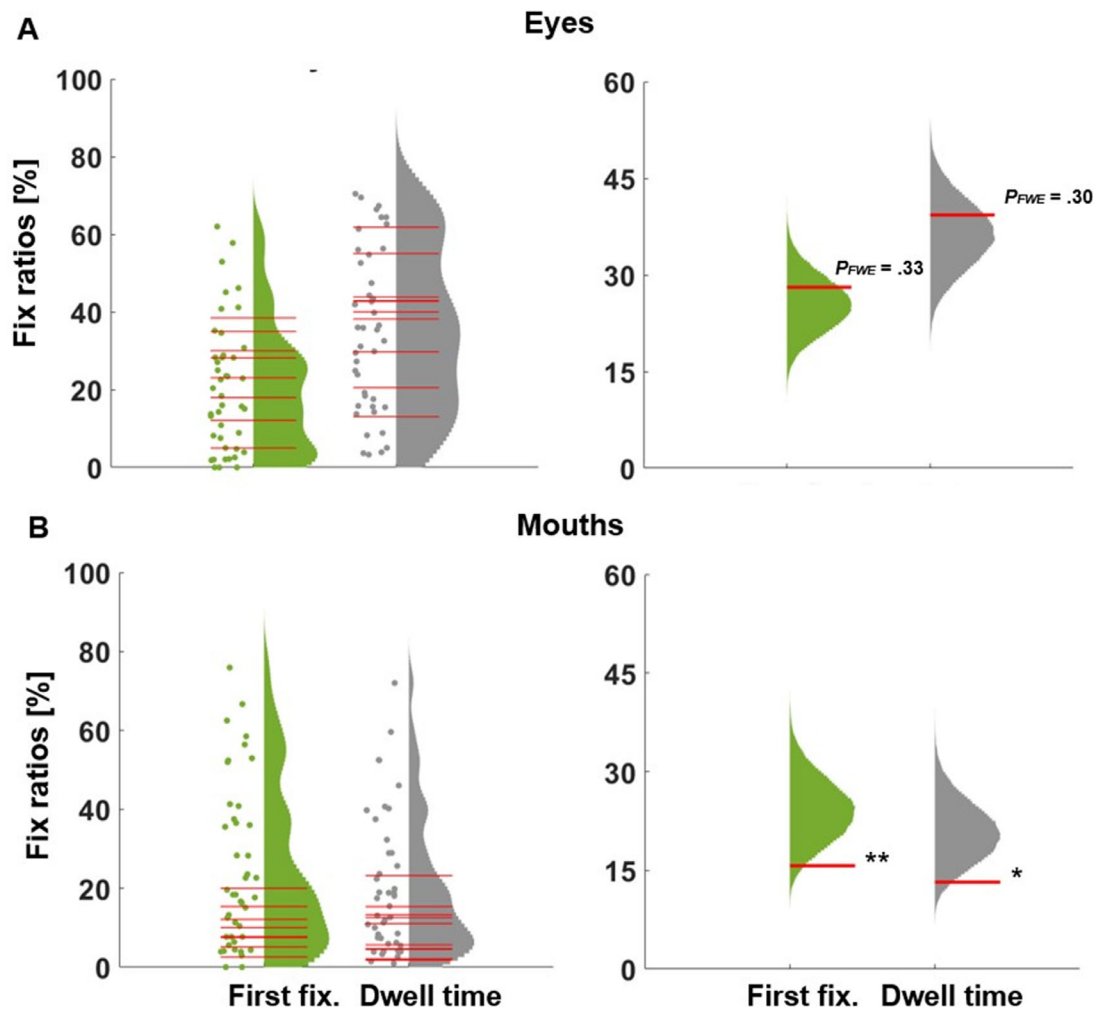 A
Eyes
Fix ratios [%]
100
80
60
40
20
0
60
45
30
15
0
P_FWE = .33
P_FWE = .30
B
Mouths
Fix ratios [%]
100
80
60
40
20
0
First fix. Dwell time
60
45
30
15
0
**
*
First fix. Dwell time